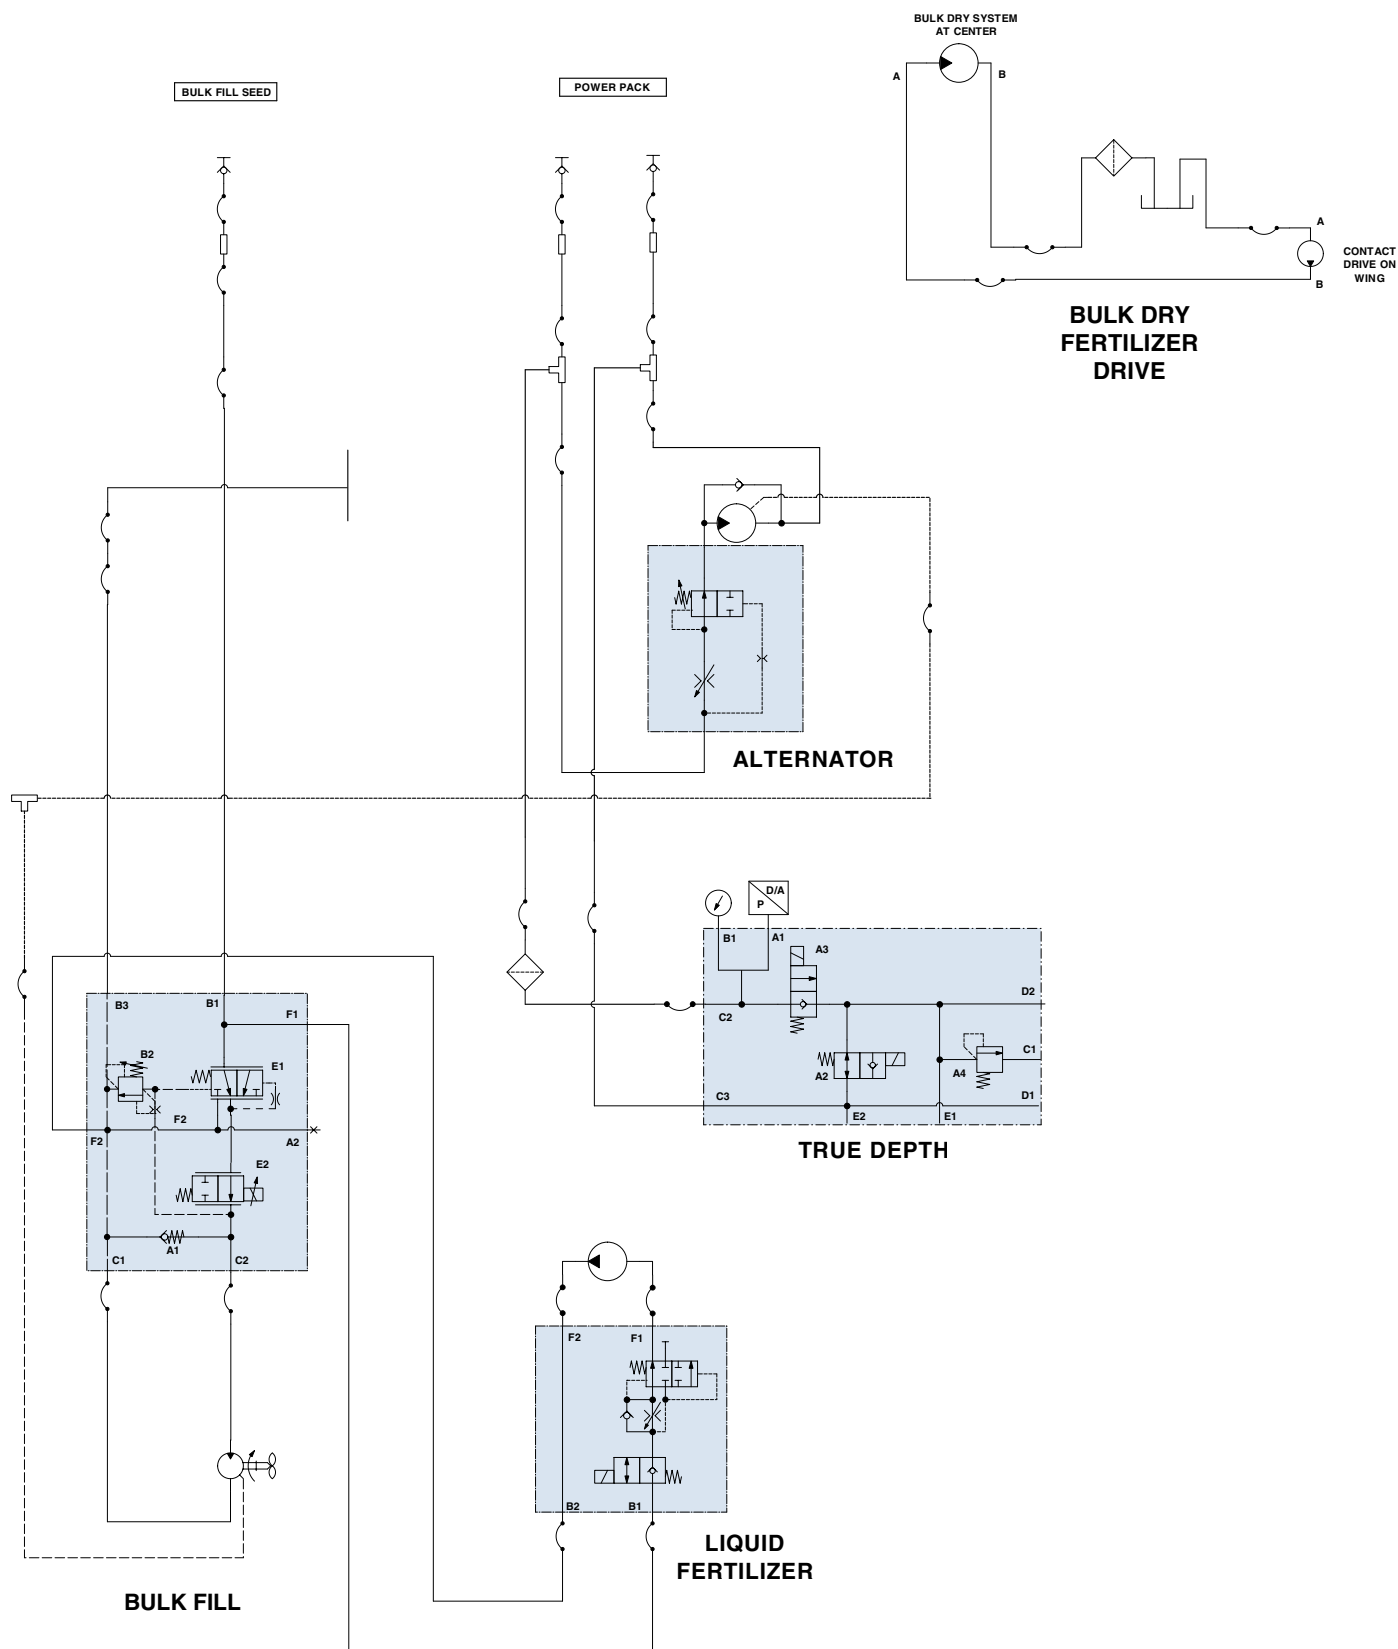 BULK DRY SYSTEM
AT CENTER
BULK FILL SEED
POWER PACK
A
B
A
CONTACT
DRIVE ON
WING
B
BULK DRY
FERTILIZER
DRIVE
ALTERNATOR
D/A
P
B1
A1
A3
D2
C2
C1
A4
A2
C3
D1
E2
E1
TRUE DEPTH
B3
B1
F1
B2
E1
F2
F2
A2
E2
A1
C1
C2
BULK FILL
F2
F1
B2
B1
LIQUID
FERTILIZER